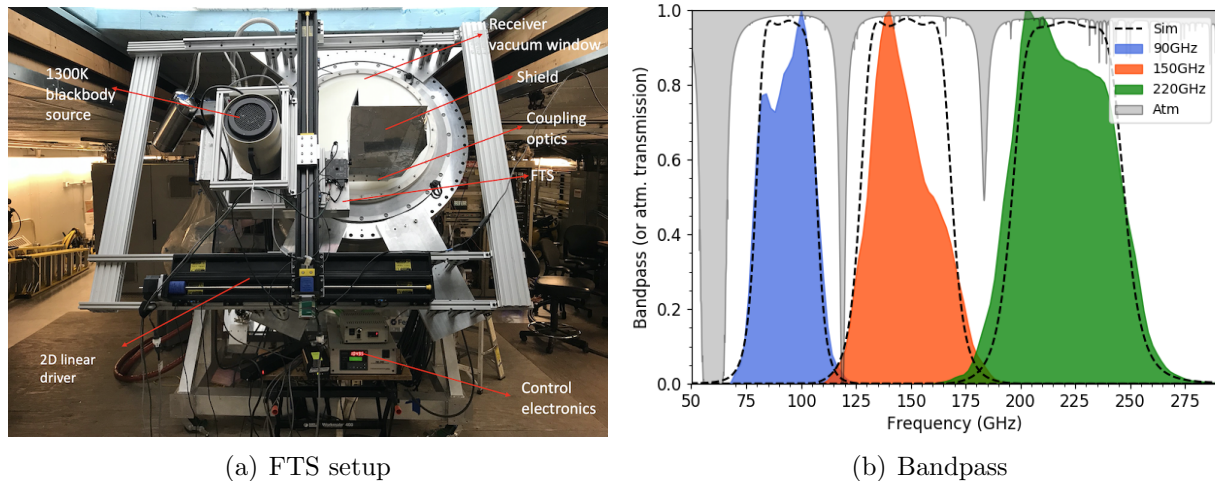 Receiver
vacuum window
1300K
blackbody
source
Shield
Coupling
optics
FTS
2D linear
driver
Control
electronics
(a) FTS setup
Bandpass (or atm. transmission)
1.0
0.8
0.6
0.4
0.2
0.0
Sim
90GHz
150GHz
220GHz
Atm
50 75 100 125 150 175 200 225 250 275
Frequency (GHz)
(b) Bandpass